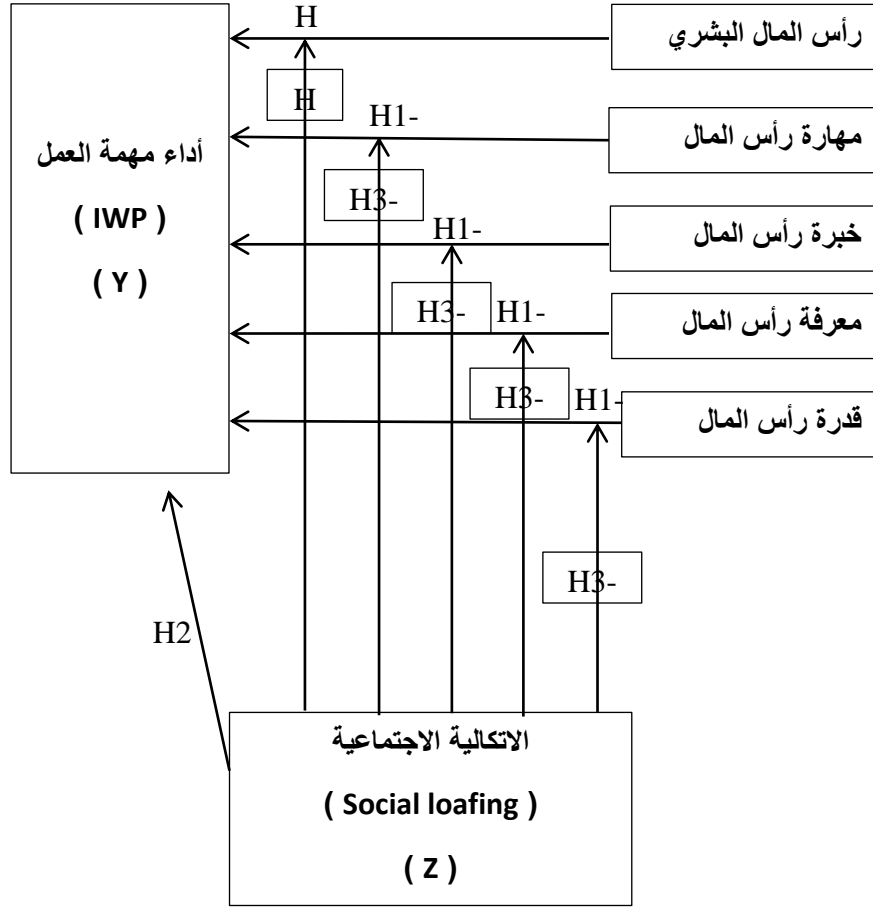 H
رأس المال البشري
H
H1-
مهارة رأس المال
أداء مهمة العمل
( IWP )
( Y )
H3-
H1-
خبرة رأس المال
H3-
H1-
معرفة رأس المال
H3-
H1-
قدرة رأس المال
H3-
H2
الاتكالية الاجتماعية
( Social loafing )
( Z )